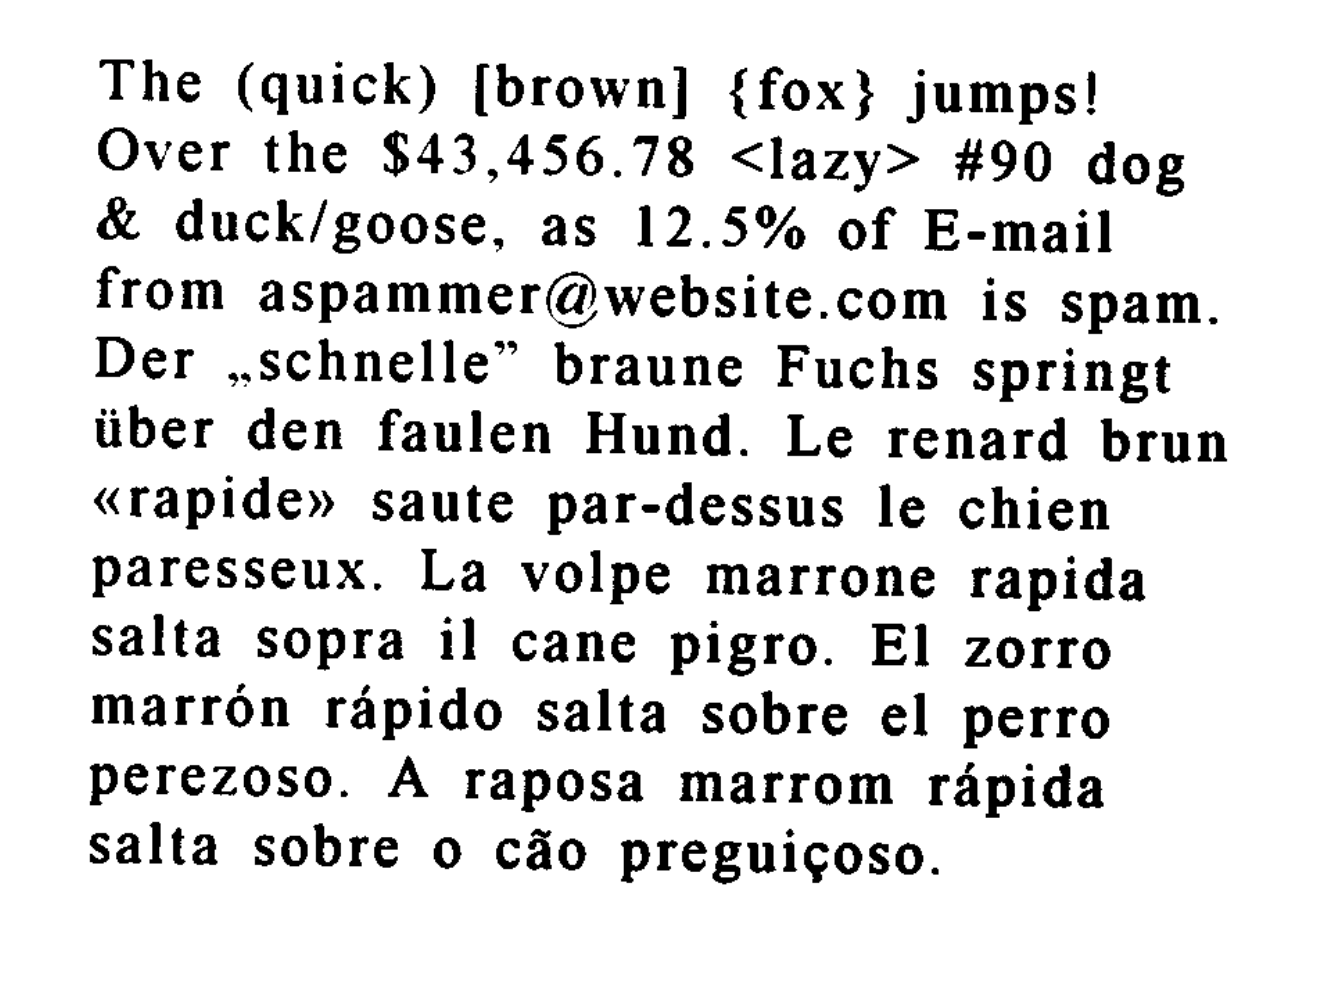 The (quick) [brown] {fox} jumps!
Over the $43,456.78 <lazy> #90 dog
& duck/goose, as 12.5% of E-mail
from aspammer@website.com is spam.
Der „schnelle” braune Fuchs springt
über den faulen Hund. Le renard brun
«rapide» saute par-dessus le chien
paresseux. La volpe marrone rapida
salta sopra il cane pigro. El zorro
marrón rápido salta sobre el perro
perezoso. A raposa marrom rápida
salta sobre o cão preguiçoso.